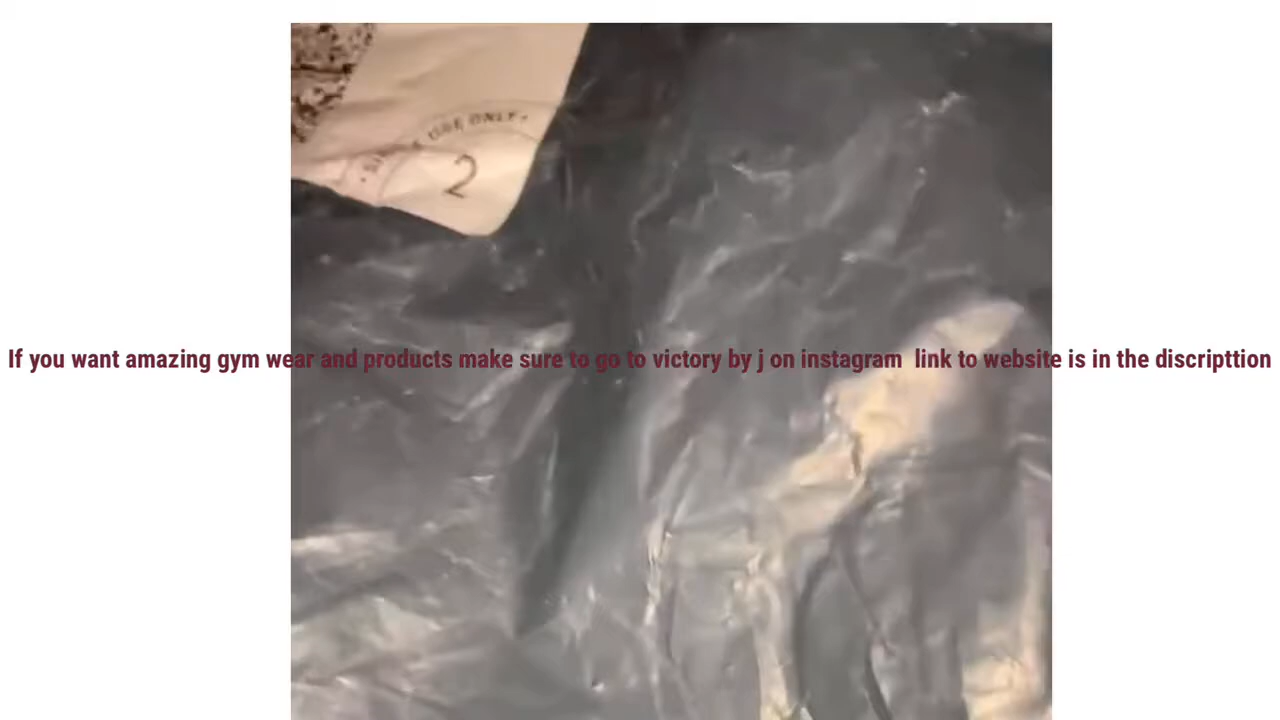 USE ONLY•
2
If you want amazing gym wear and products make sure to go to victory by j on instagram  link to website is in the discripttion